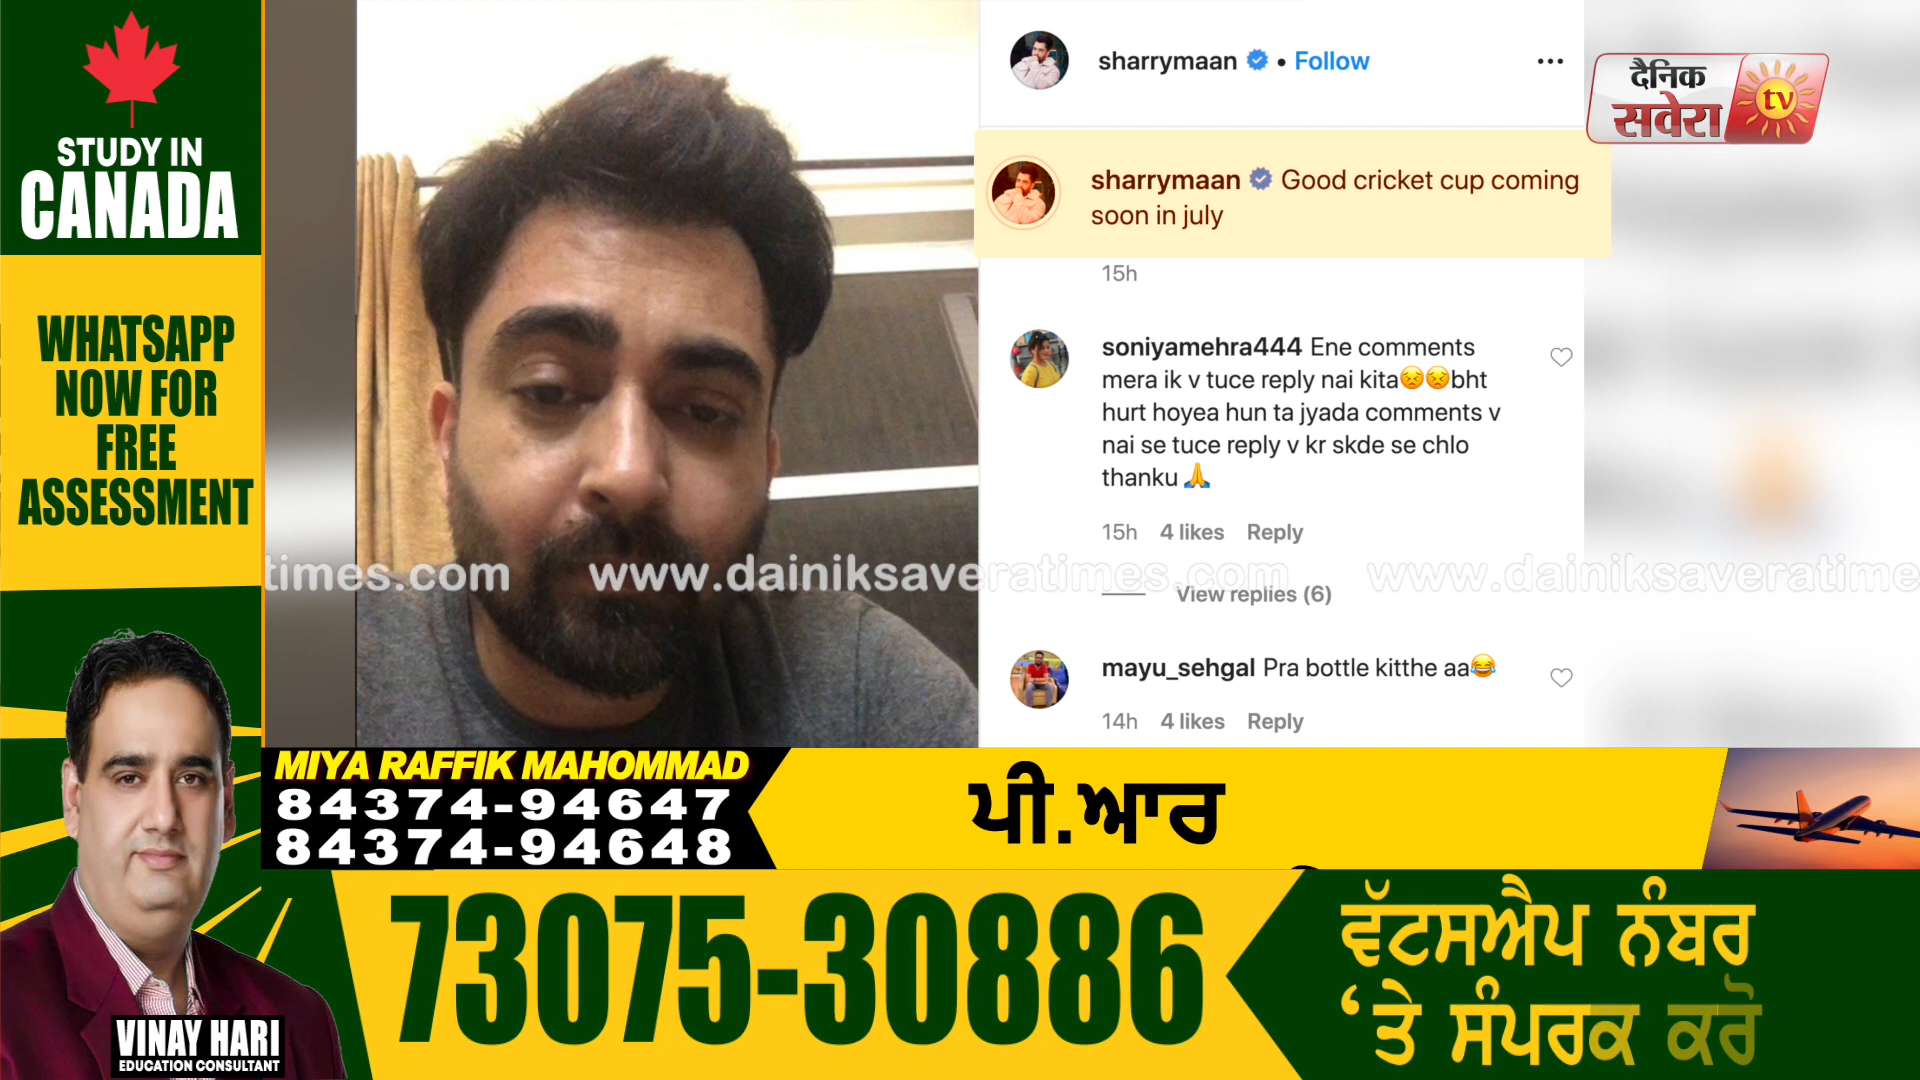 STUDY IN
CANADA
WHATSAPP
NOW FOR
FREE
ASSESSMENT
VINAY HARI
EDUCATION CONSULTANT
sharrymaan • Follow
दैनिक
सवेरा
tv
sharrymaan Good cricket cup coming
soon in july
15h
soniyamehra444 Ene comments
mera ik v tuce reply nai kita😣😣bht
hurt hoyea hun ta jyada comments v
nai se tuce reply v kr skde se chlo
thanku 🙏
15h 4 likes Reply
times.com www.dainiksaveratimes.com www.dainiksaveratime
View replies (6)
mayu_sehgal Pra bottle kitthe aa😂
14h 4 likes Reply
MIYA RAFFIK MAHOMMAD
84374-94647
84374-94648
ਪੀ.ਆਰ
73075-30886
ਵੱਟਸਐਪ ਨੰਬਰ
‘ਤੇ ਸੰਪਰਕ ਕਰੋ